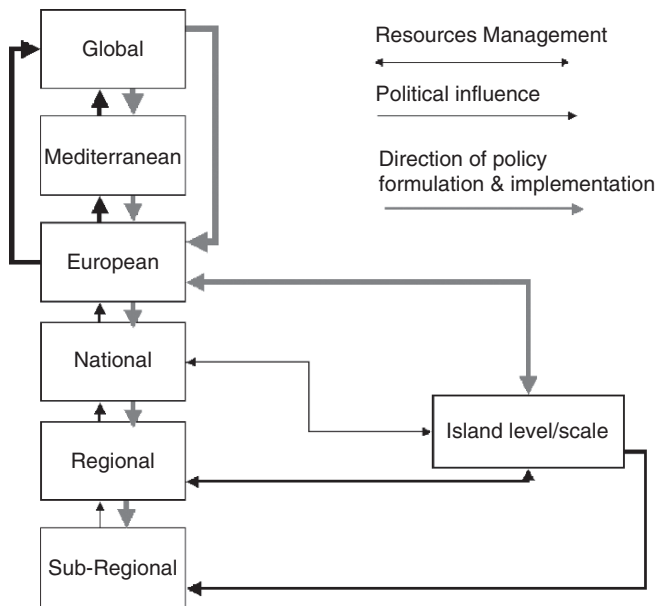 Global
Mediterranean
European
National
Regional
Sub-Regional
Resources Management
Political influence
Direction of policy
formulation & implementation
Island level/scale